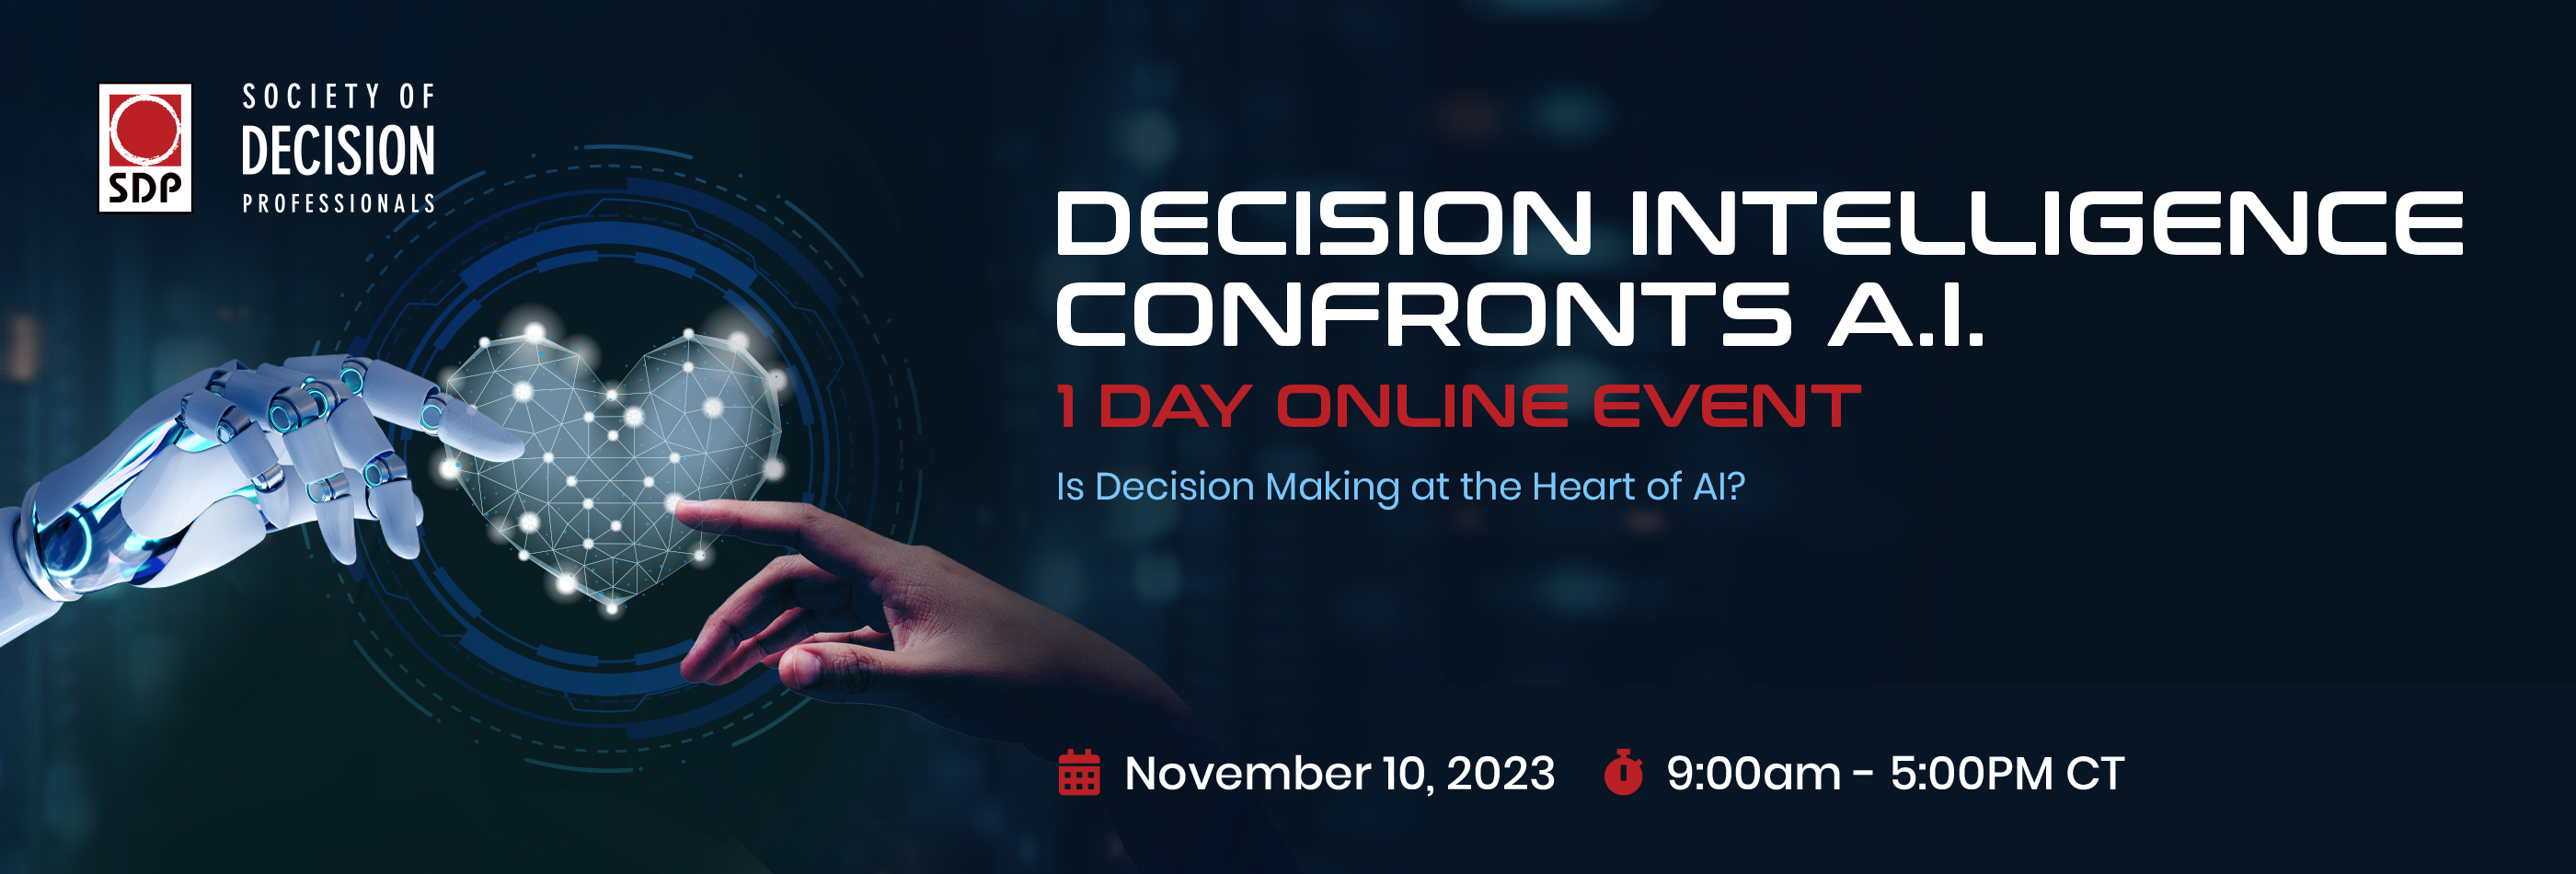 SDP
SOCIETY OF
DECISION
PROFESSIONALS
DECISION INTELLIGENCE
CONFRONTS A.I.
1 DAY ONLINE EVENT
Is Decision Making at the Heart of AI?
November 10, 2023
9:00am - 5:00PM CT